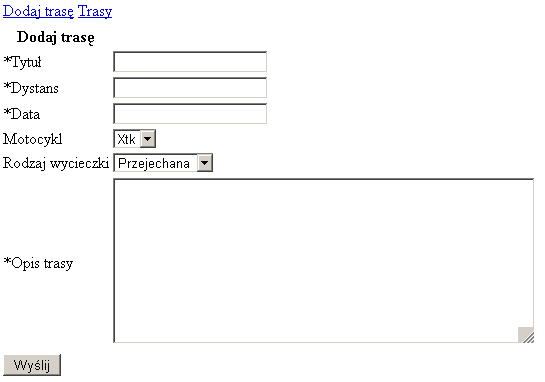 Dodaj trasę Trasy
Dodaj trasę
*Tytuł
*Dystans
*Data
Motocykl Xtk
Rodzaj wycieczki Przejechana
*Opis trasy
Wyślij